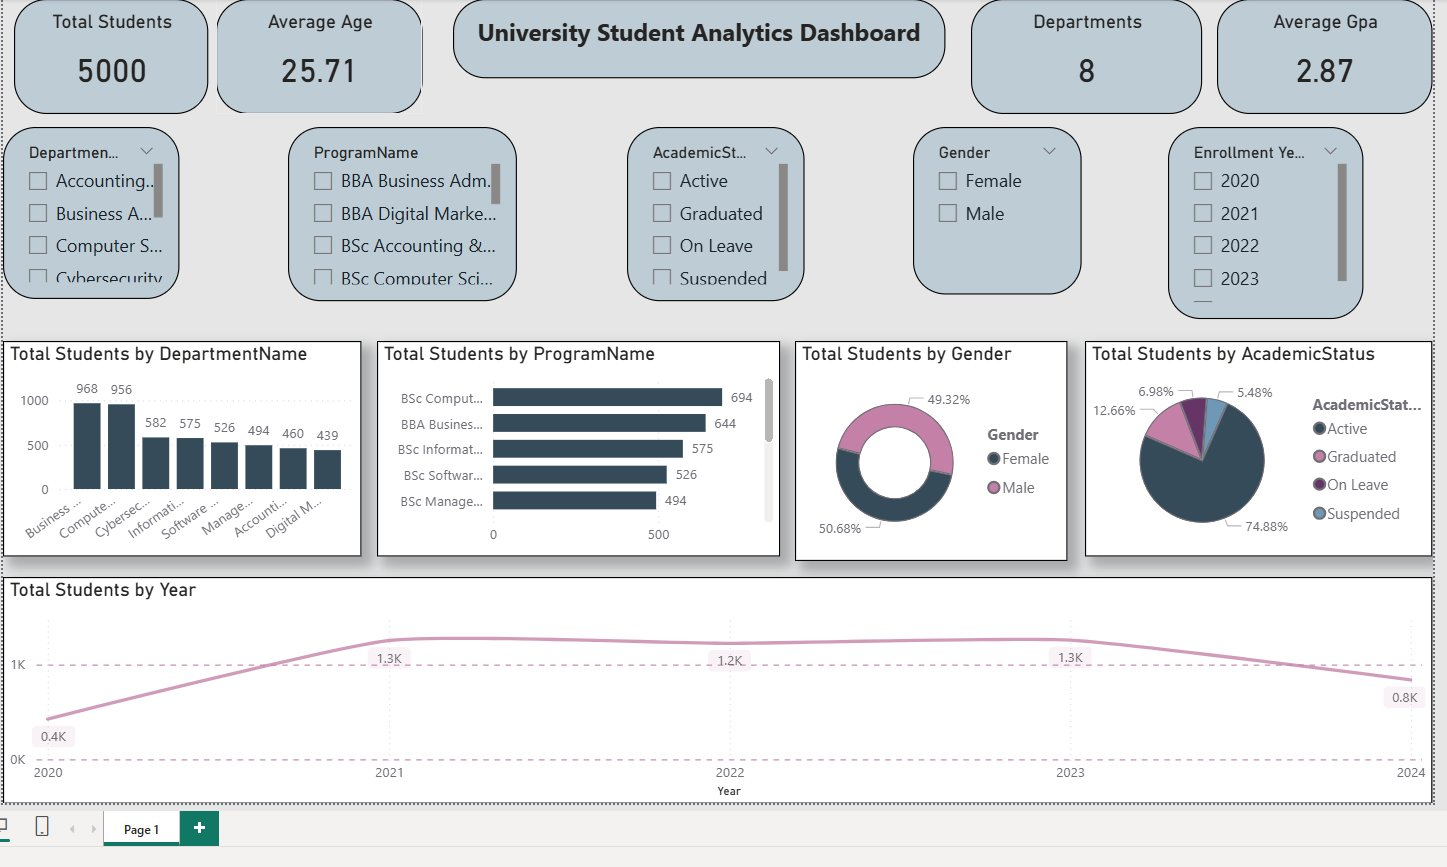 Total Students
5000
Average Age
25.71
University Student Analytics Dashboard
Departments
8
Average Gpa
2.87
Departmen...
Accounting...
Business A...
Computer S...
Cybersecurity
ProgramName
BBA Business Adm...
BBA Digital Marke...
BSc Accounting &...
BSc Computer Sci...
AcademicSt...
Active
Graduated
On Leave
Suspended
Gender
Female
Male
Enrollment Ye...
2020
2021
2022
2023
Total Students by DepartmentName
1000
500
0
968
956
582
575
526
494
460
439
Business ...
Compute...
Cybersec...
Informati...
Software ...
Manage...
Accounti...
Digital M...
Total Students by ProgramName
BSc Comput... 694
BBA Busines... 644
BSc Informat... 575
BSc Softwar... 526
BSc Manage... 494
0 500
Total Students by Gender
49.32%
50.68%
Gender
Female
Male
Total Students by AcademicStatus
6.98%
5.48%
12.66%
74.88%
AcademicStat...
Active
Graduated
On Leave
Suspended
Total Students by Year
1K
0K
0.4K
1.3K
1.2K
1.3K
0.8K
2020 2021 2022 2023 2024
Year
Page 1
+